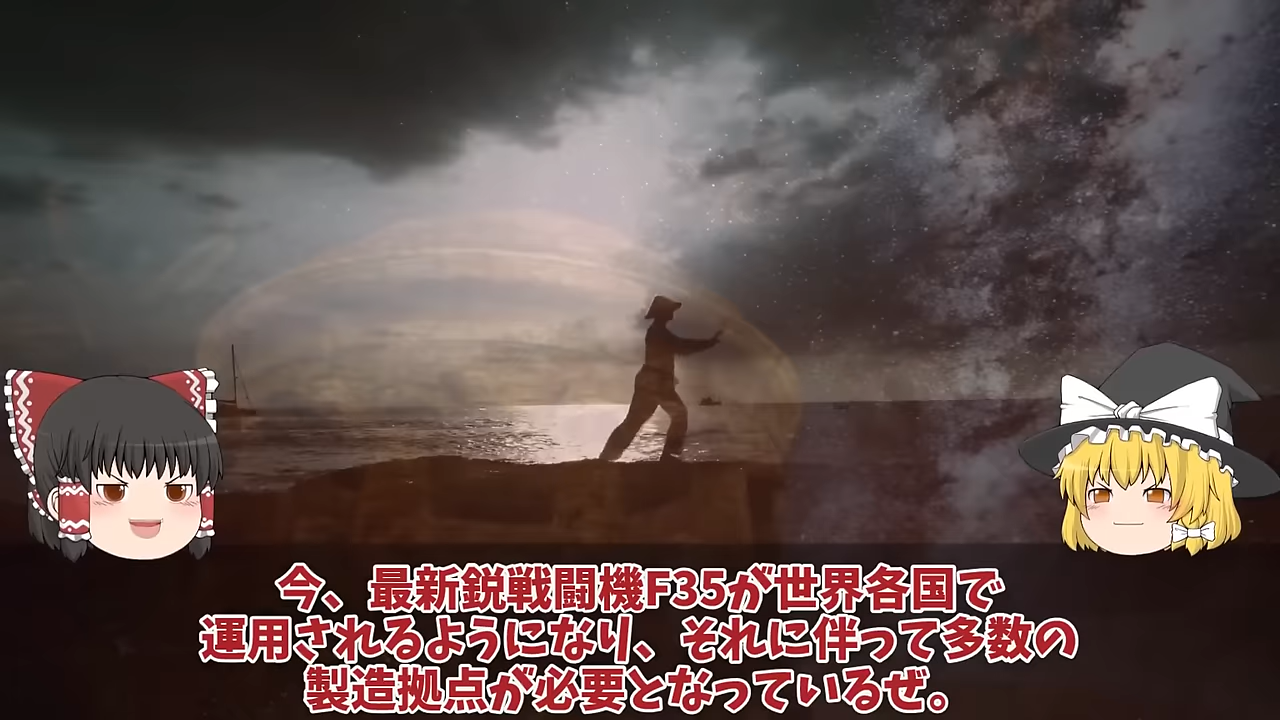 今、最新鋭戦闘機F35が世界各国で
運用されるようになり、それに伴って多数の
製造拠点が必要となっているぜ。